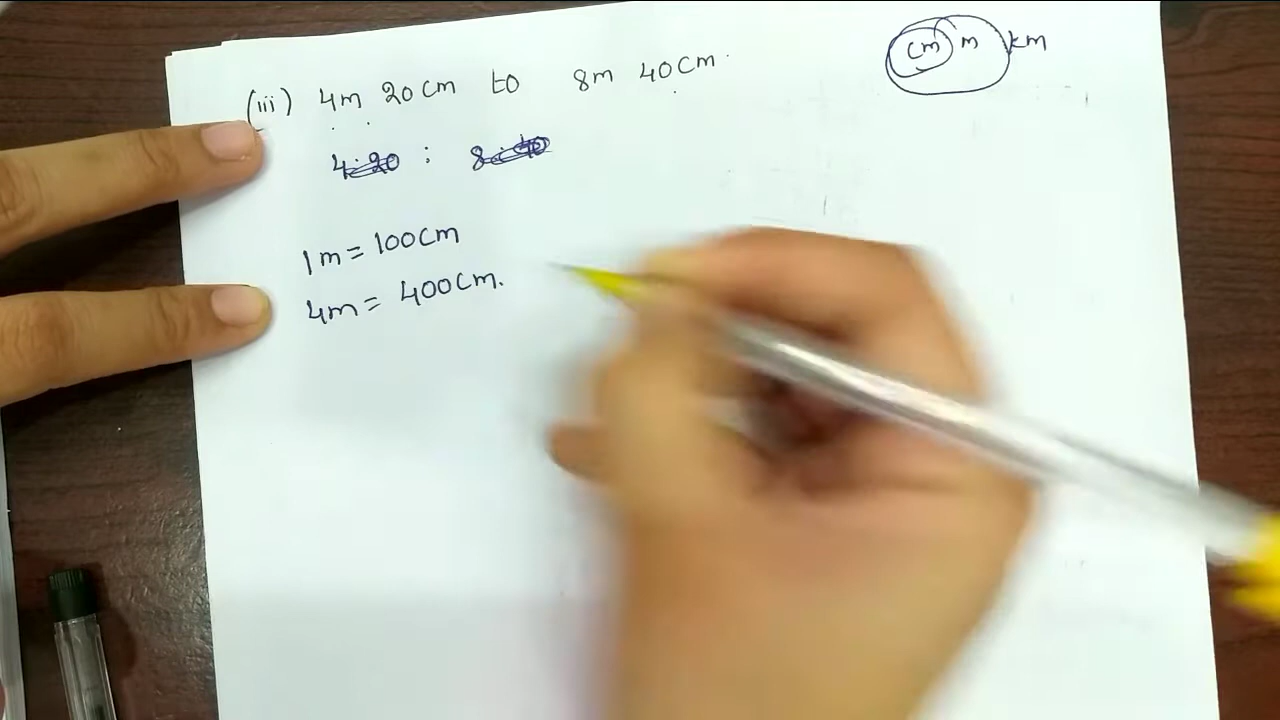 (iii) 4m 20cm to 8m 40cm.
cm m km
4.20 : 8.40
1m = 100cm
4m = 400cm.